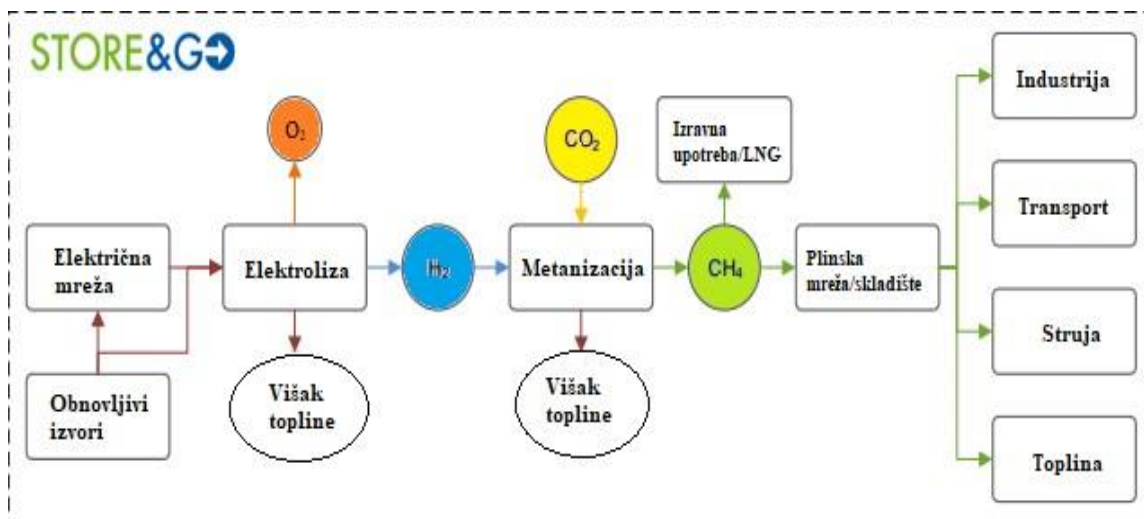 STORE&GO
Industrija
O2
CO2
Izravna
upotreba/LNG
Transport
Električna
mreža
Elektroliza
H2
Metanizacija
CH4
Plinska
mreža/skladište
Struja
Obnovljivi
izvori
Višak
topline
Višak
topline
Toplina